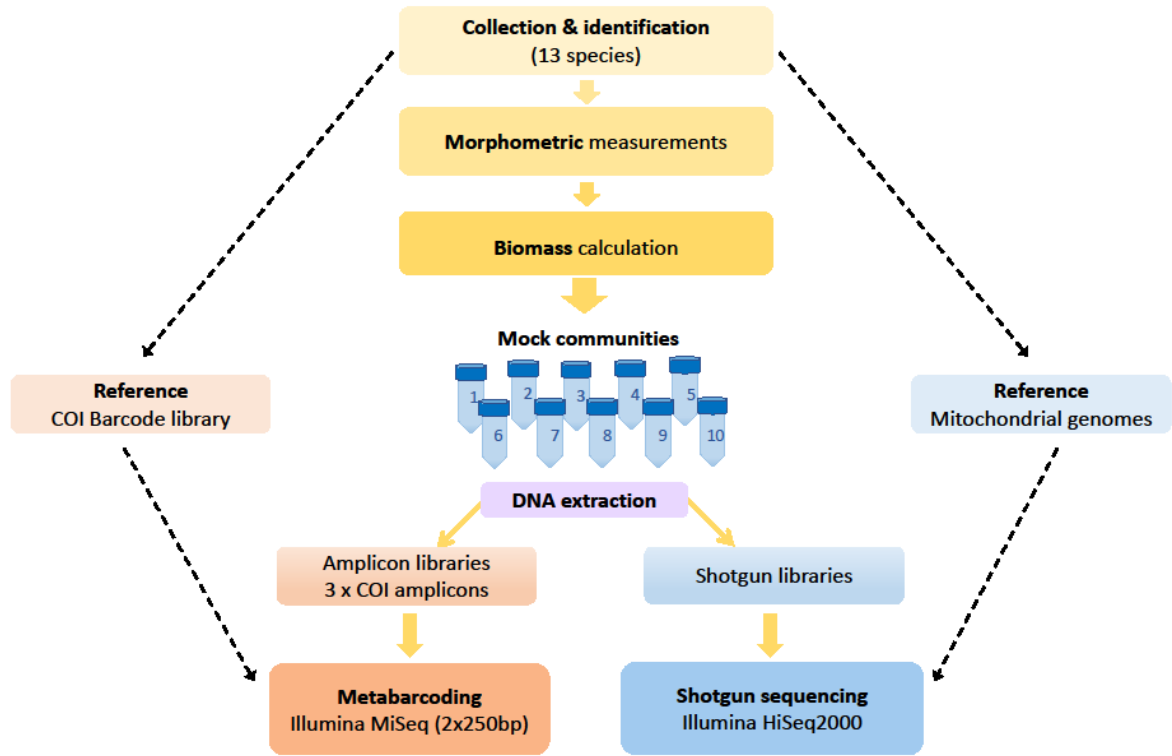 Collection & identification
(13 species)
Morphometric measurements
Biomass calculation
Mock communities
1 2 3 4 5
6 7 8 9 10
Reference
COI Barcode library
Reference
Mitochondrial genomes
DNA extraction
Amplicon libraries
3 x COI amplicons
Shotgun libraries
Metabarcoding
Illumina MiSeq (2x250bp)
Shotgun sequencing
Illumina HiSeq2000